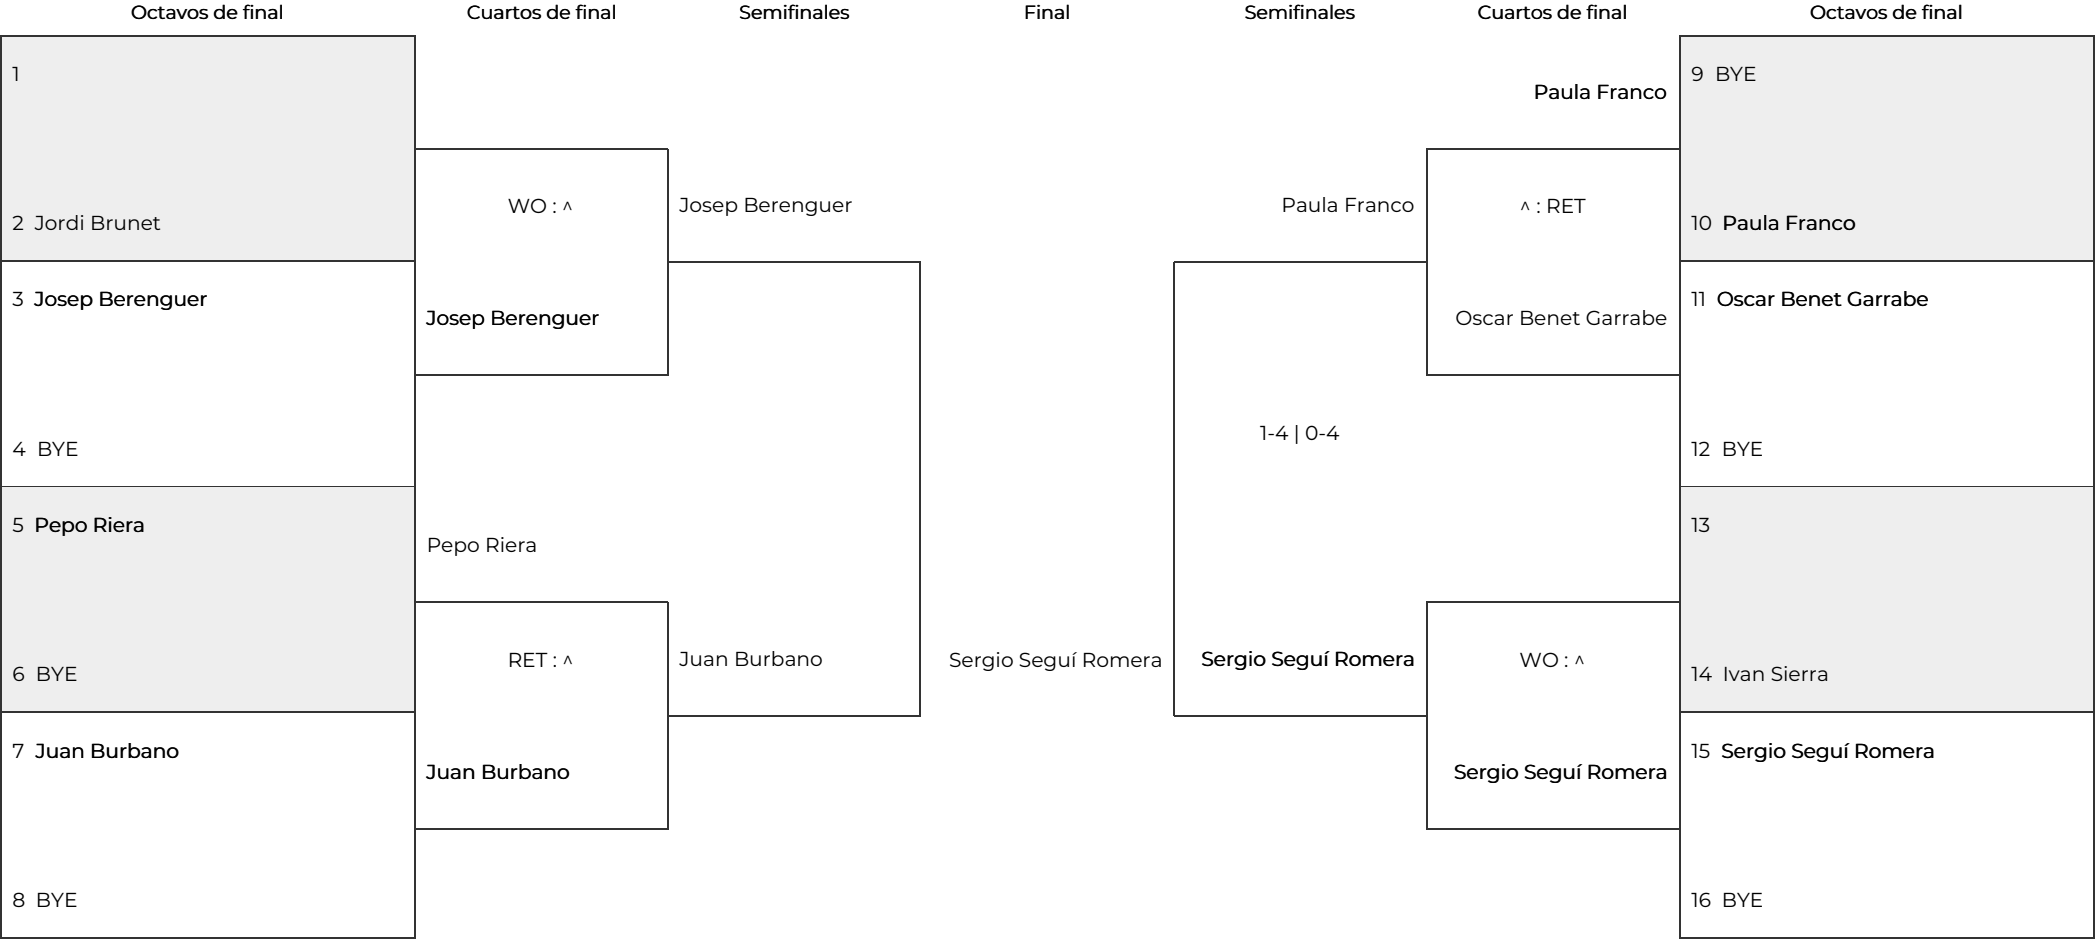 Octavos de final
Cuartos de final
Semifinales
Final
Semifinales
Cuartos de final
Octavos de final
1
2 Jordi Brunet
3 Josep Berenguer
4 BYE
5 Pepo Riera
6 BYE
7 Juan Burbano
8 BYE
WO : ^
Josep Berenguer
Pepo Riera
RET : ^
Juan Burbano
Josep Berenguer
Juan Burbano
Sergio Seguí Romera
Paula Franco
1-4 | 0-4
Sergio Seguí Romera
Paula Franco
^ : RET
Oscar Benet Garrabe
WO : ^
Sergio Seguí Romera
9 BYE
10 Paula Franco
11 Oscar Benet Garrabe
12 BYE
13
14 Ivan Sierra
15 Sergio Seguí Romera
16 BYE